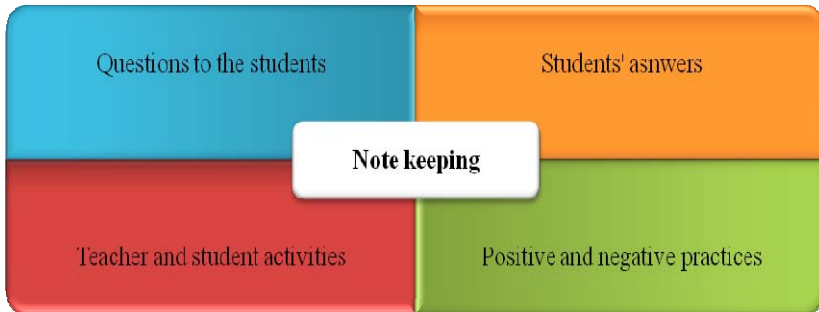 Questions to the students
Students' asnwers
Note keeping
Teacher and student activities
Positive and negative practices